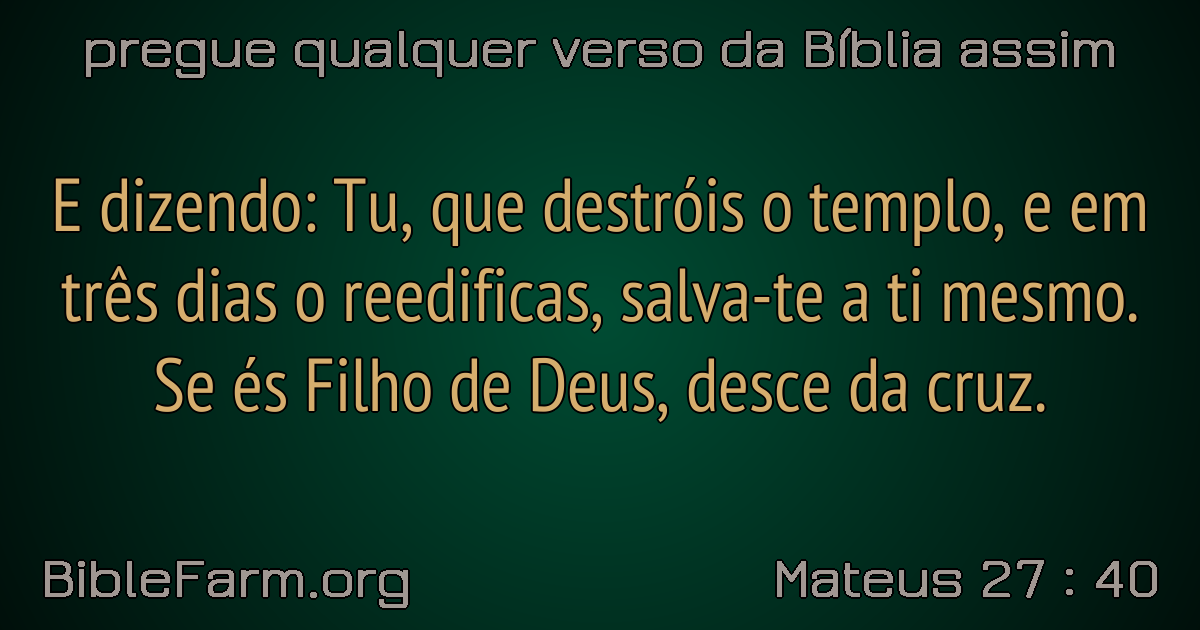 pregue qualquer verso da Bíblia assim
E dizendo: Tu, que destróis o templo, e em
três dias o reedificas, salva-te a ti mesmo.
Se és Filho de Deus, desce da cruz.
BibleFarm.org
Mateus 27 : 40